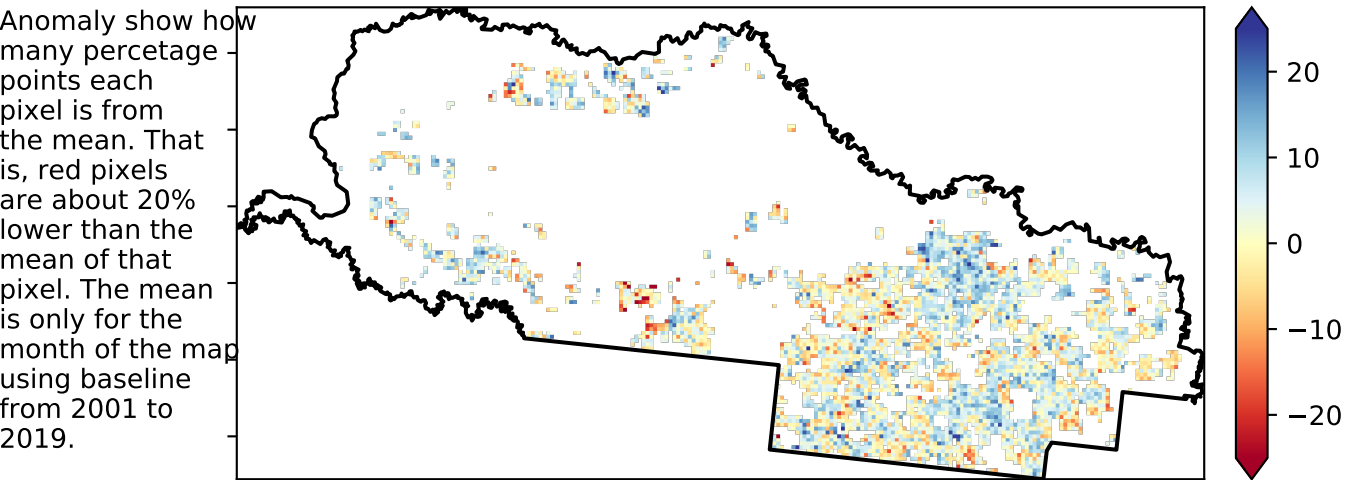 Anomaly show how
many percetage
points each
pixel is from
the mean. That
is, red pixels
are about 20%
lower than the
mean of that
pixel. The mean
is only for the
month of the map
using baseline
from 2001 to
2019.
20
10
0
−10
−20